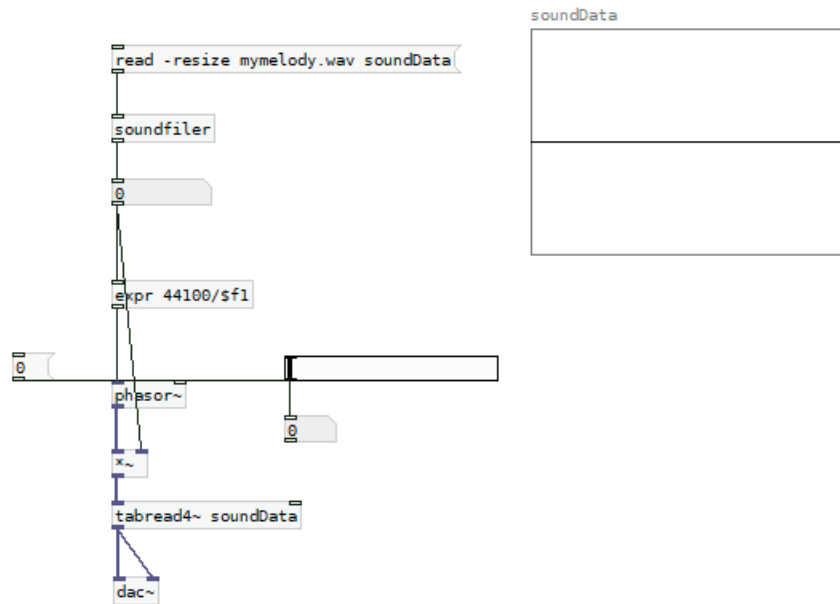 soundData
read -resize mymelody.wav soundData
soundfiler
0
expr 44100/$f1
0
phasor~
0
*~
tabread4~ soundData
dac~